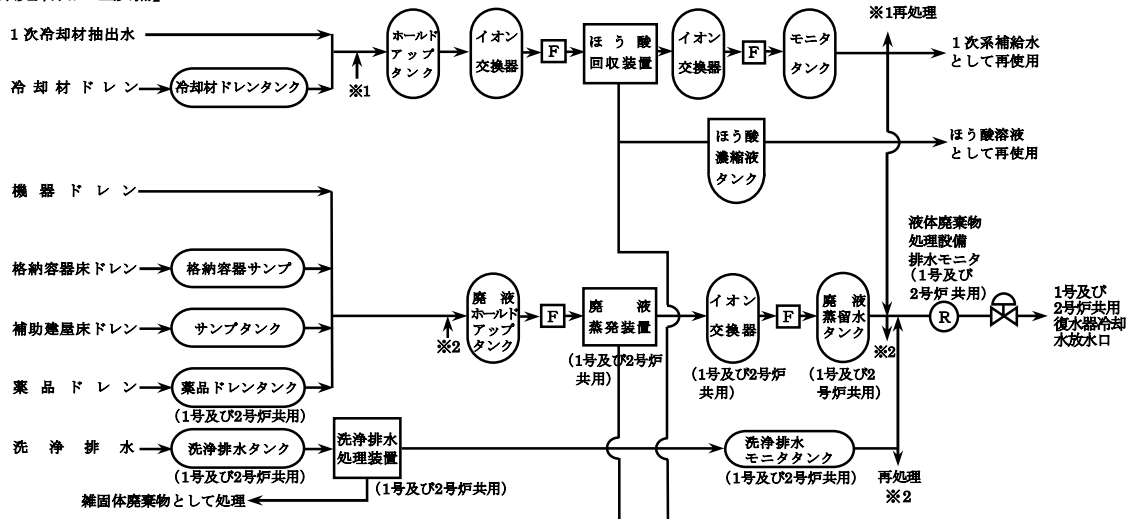 ※1再処理
1次冷却材抽出水
ホールド
アップ
タンク
イオン
交換器
F
ほう酸
回収装置
イオン
交換器
F
モニタ
タンク
1次系補給水
として再使用
冷却材ドレン
冷却材ドレンタンク
※1
ほう酸
濃縮液
タンク
ほう酸溶液
として再使用
機器ドレン
液体廃棄物
処理設備
排水モニタ
(1号及び
2号炉共用)
格納容器床ドレン
格納容器サンプ
補助建屋床ドレン
サンプタンク
※2
廃液
ホールド
アップ
タンク
F
廃液
蒸発装置
(1号及び2号炉
共用)
イオン
交換器
(1号及び2号炉
共用)
F
廃液
蒸留水
タンク
(1号及び2
号炉共用)
※2
R
1号及び
2号炉共用
復水器冷却
水放水口
薬品ドレン
薬品ドレンタンク
(1号及び2号炉共用)
洗浄排水
洗浄排水タンク
(1号及び2号炉共用)
洗浄排水
処理装置
(1号及び2号炉共用)
洗浄排水
モニタタンク
(1号及び2号炉共用)
再処理
※2
雑固体廃棄物として処理